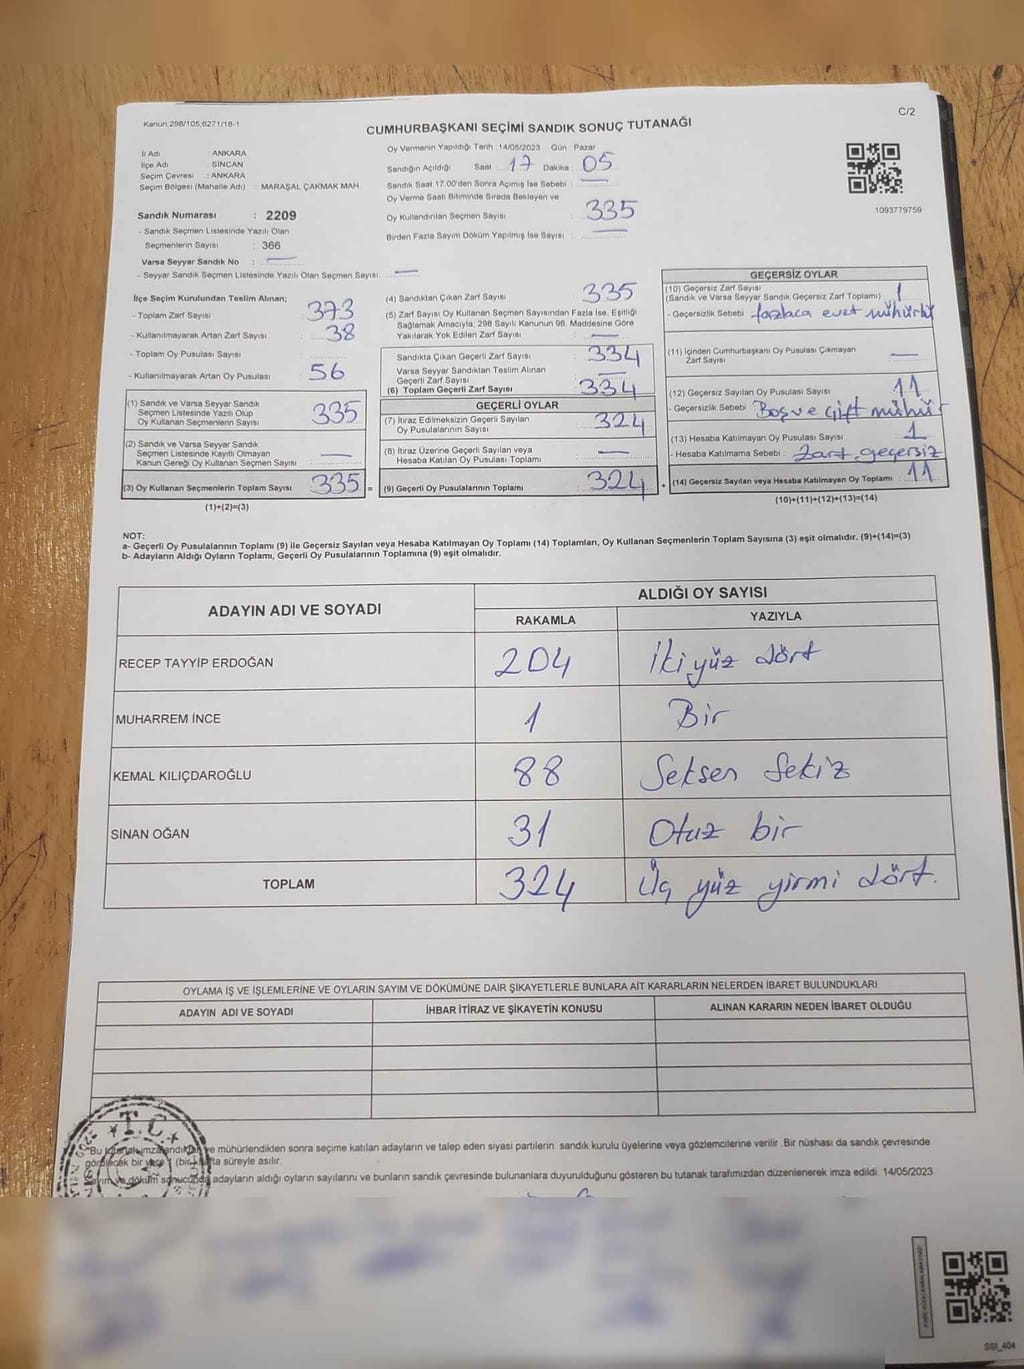 Kanun;298/105;6271/18-1
C/2
CUMHURBAŞKANI SEÇİMİ SANDIK SONUÇ TUTANAĞI
İl Adı : ANKARA
İlçe Adı : SİNCAN
Seçim Çevresi : ANKARA
Seçim Bölgesi (Mahalle Adı) : MARAŞAL ÇAKMAK MAH.
Sandık Numarası : 2209
- Sandık Seçmen Listesinde Yazılı Olan
Seçmenlerin Sayısı : 366
Varsa Seyyar Sandık No : —
- Seyyar Sandık Seçmen Listesinde Yazılı Olan Seçmen Sayısı: —
Oy Vermenin Yapıldığı Tarih : 14/05/2023 Gün : Pazar
Sandığın Açıldığı Saat : 17 Dakika : 05
Sandık Saat 17.00'den Sonra Açımış İse Sebebi : —
Oy Verme Saati Bitiminde Sırada Bekleyen ve
Oy Kullandırılan Seçmen Sayısı : 335
Birden Fazla Sayım Döküm Yapılmış İse Sayısı : —
1093779759
İlçe Seçim Kurulundan Teslim Alınan;
- Toplam Zarf Sayısı : 373
- Kullanılmayarak Artan Zarf Sayısı : 38
- Toplam Oy Pusulası Sayısı :
- Kullanılmayarak Artan Oy Pusulası : 56
(1) Sandık ve Varsa Seyyar Sandık
Seçmen Listesinde Yazılı Olup
Oy Kullanan Seçmenlerin Sayısı : 335
(2) Sandık ve Varsa Seyyar Sandık
Seçmen Listesinde Kayıtlı Olmayan
Kanun Gereği Oy Kullanan Seçmen Sayısı : —
(3) Oy Kullanan Seçmenlerin Toplam Sayısı : 335 =
(1)+(2)=(3)
(4) Sandıktan Çıkan Zarf Sayısı : 335
(5) Zarf Sayısı Oy Kullanan Seçmen Sayısından Fazla İse, Eşitliği
Sağlamak Amacıyla; 298 Sayılı Kanunun 98. Maddesine Göre
Yakılarak Yok Edilen Zarf Sayısı : —
Sandıkta Çıkan Geçerli Zarf Sayısı : 334
Varsa Seyyar Sandıktan Teslim Alınan
Geçerli Zarf Sayısı : —
(6) Toplam Geçerli Zarf Sayısı : 334
GEÇERLİ OYLAR
(7) İtiraz Edilmeksizin Geçerli Sayılan
Oy Pusulalarının Sayısı : 324
(8) İtiraz Üzerine Geçerli Sayılan veya
Hesaba Katılan Oy Pusulası Toplamı : —
(9) Geçerli Oy Pusulalarının Toplamı : 324 +
GEÇERSİZ OYLAR
(10) Geçersiz Zarf Sayısı
(Sandık ve Varsa Seyyar Sandık Geçersiz Zarf Toplamı) : 1
- Geçersizlik Sebebi : fazlaca evet mühürlü
(11) İçinden Cumhurbaşkanı Oy Pusulası Çıkmayan
Zarf Sayısı : —
(12) Geçersiz Sayılan Oy Pusulası Sayısı : 11
- Geçersizlik Sebebi : Boş ve çift mühür
(13) Hesaba Katılmayan Oy Pusulası Sayısı : 1
- Hesaba Katılmama Sebebi : Zarf geçersiz
(14) Geçersiz Sayılan veya Hesaba Katılmayan Oy Toplamı : 11
(10)+(11)+(12)+(13)=(14)
NOT:
a- Geçerli Oy Pusulalarının Toplamı (9) ile Geçersiz Sayılan veya Hesaba Katılmayan Oy Toplamı (14) Toplamları, Oy Kullanan Seçmenlerin Toplam Sayısına (3) eşit olmalıdır. (9)+(14)=(3)
b- Adayların Aldığı Oyların Toplamı, Geçerli Oy Pusulalarının Toplamına (9) eşit olmalıdır.
ADAYIN ADI VE SOYADI
ALDIĞI OY SAYISI
RAKAMLA YAZIYLA
RECEP TAYYİP ERDOĞAN 204 İkiyüz dört
MUHARREM İNCE 1 Bir
KEMAL KILIÇDAROĞLU 88 Seksen Sekiz
SİNAN OĞAN 31 Otuz bir
TOPLAM 324 Üç yüz yirmi dört.
OYLAMA İŞ VE İŞLEMLERİNE VE OYLARIN SAYIM VE DÖKÜMÜNE DAİR ŞİKAYETLERLE BUNLARA AİT KARARLARIN NELERDEN İBARET BULUNDUKLARI
ADAYIN ADI VE SOYADI İHBAR İTİRAZ VE ŞİKAYETİN KONUSU ALINAN KARARIN NEDEN İBARET OLDUĞU
T.C.
"Bu tutanak imzalandıktan ve mühürlendikten sonra seçime katılan adayların ve talep eden siyasi partilerin sandık kurulu üyelerine veya gözlemcilerine verilir .Bir nüshası da sandık çevresinde
görülecek bir yere 1 (bir) hafta süreyle asılır.
Sayım ve döküm sonucunda adayların aldığı oyların sayılarını ve bunların sandık çevresinde bulunanlara duyurulduğunu gösteren bu tutanak tarafımızdan düzenlenerek imza edildi. 14/05/2023
SSI_404